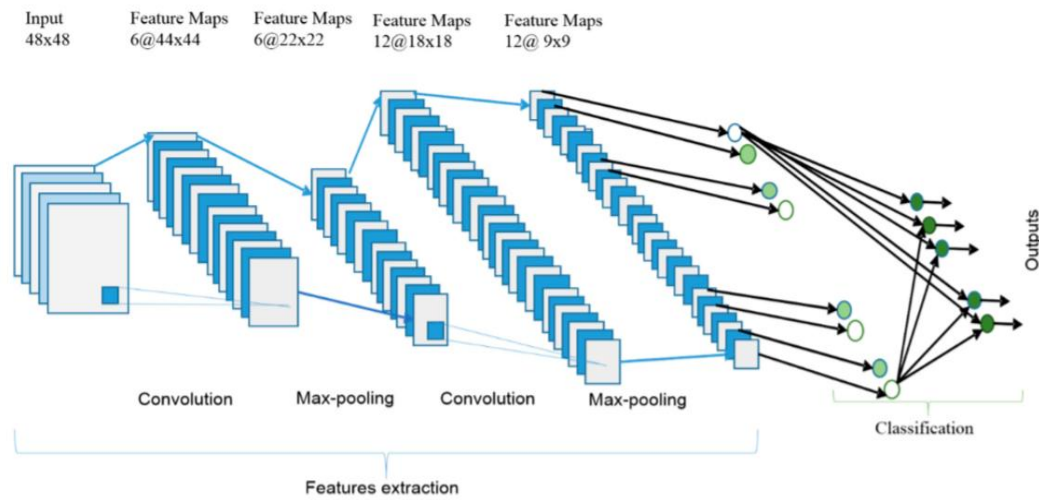 Input
48x48
Feature Maps
6@44x44
Feature Maps
6@22x22
Feature Maps
12@18x18
Feature Maps
12@ 9x9
Outputs
Convolution
Max-pooling
Convolution
Max-pooling
Classification
Features extraction